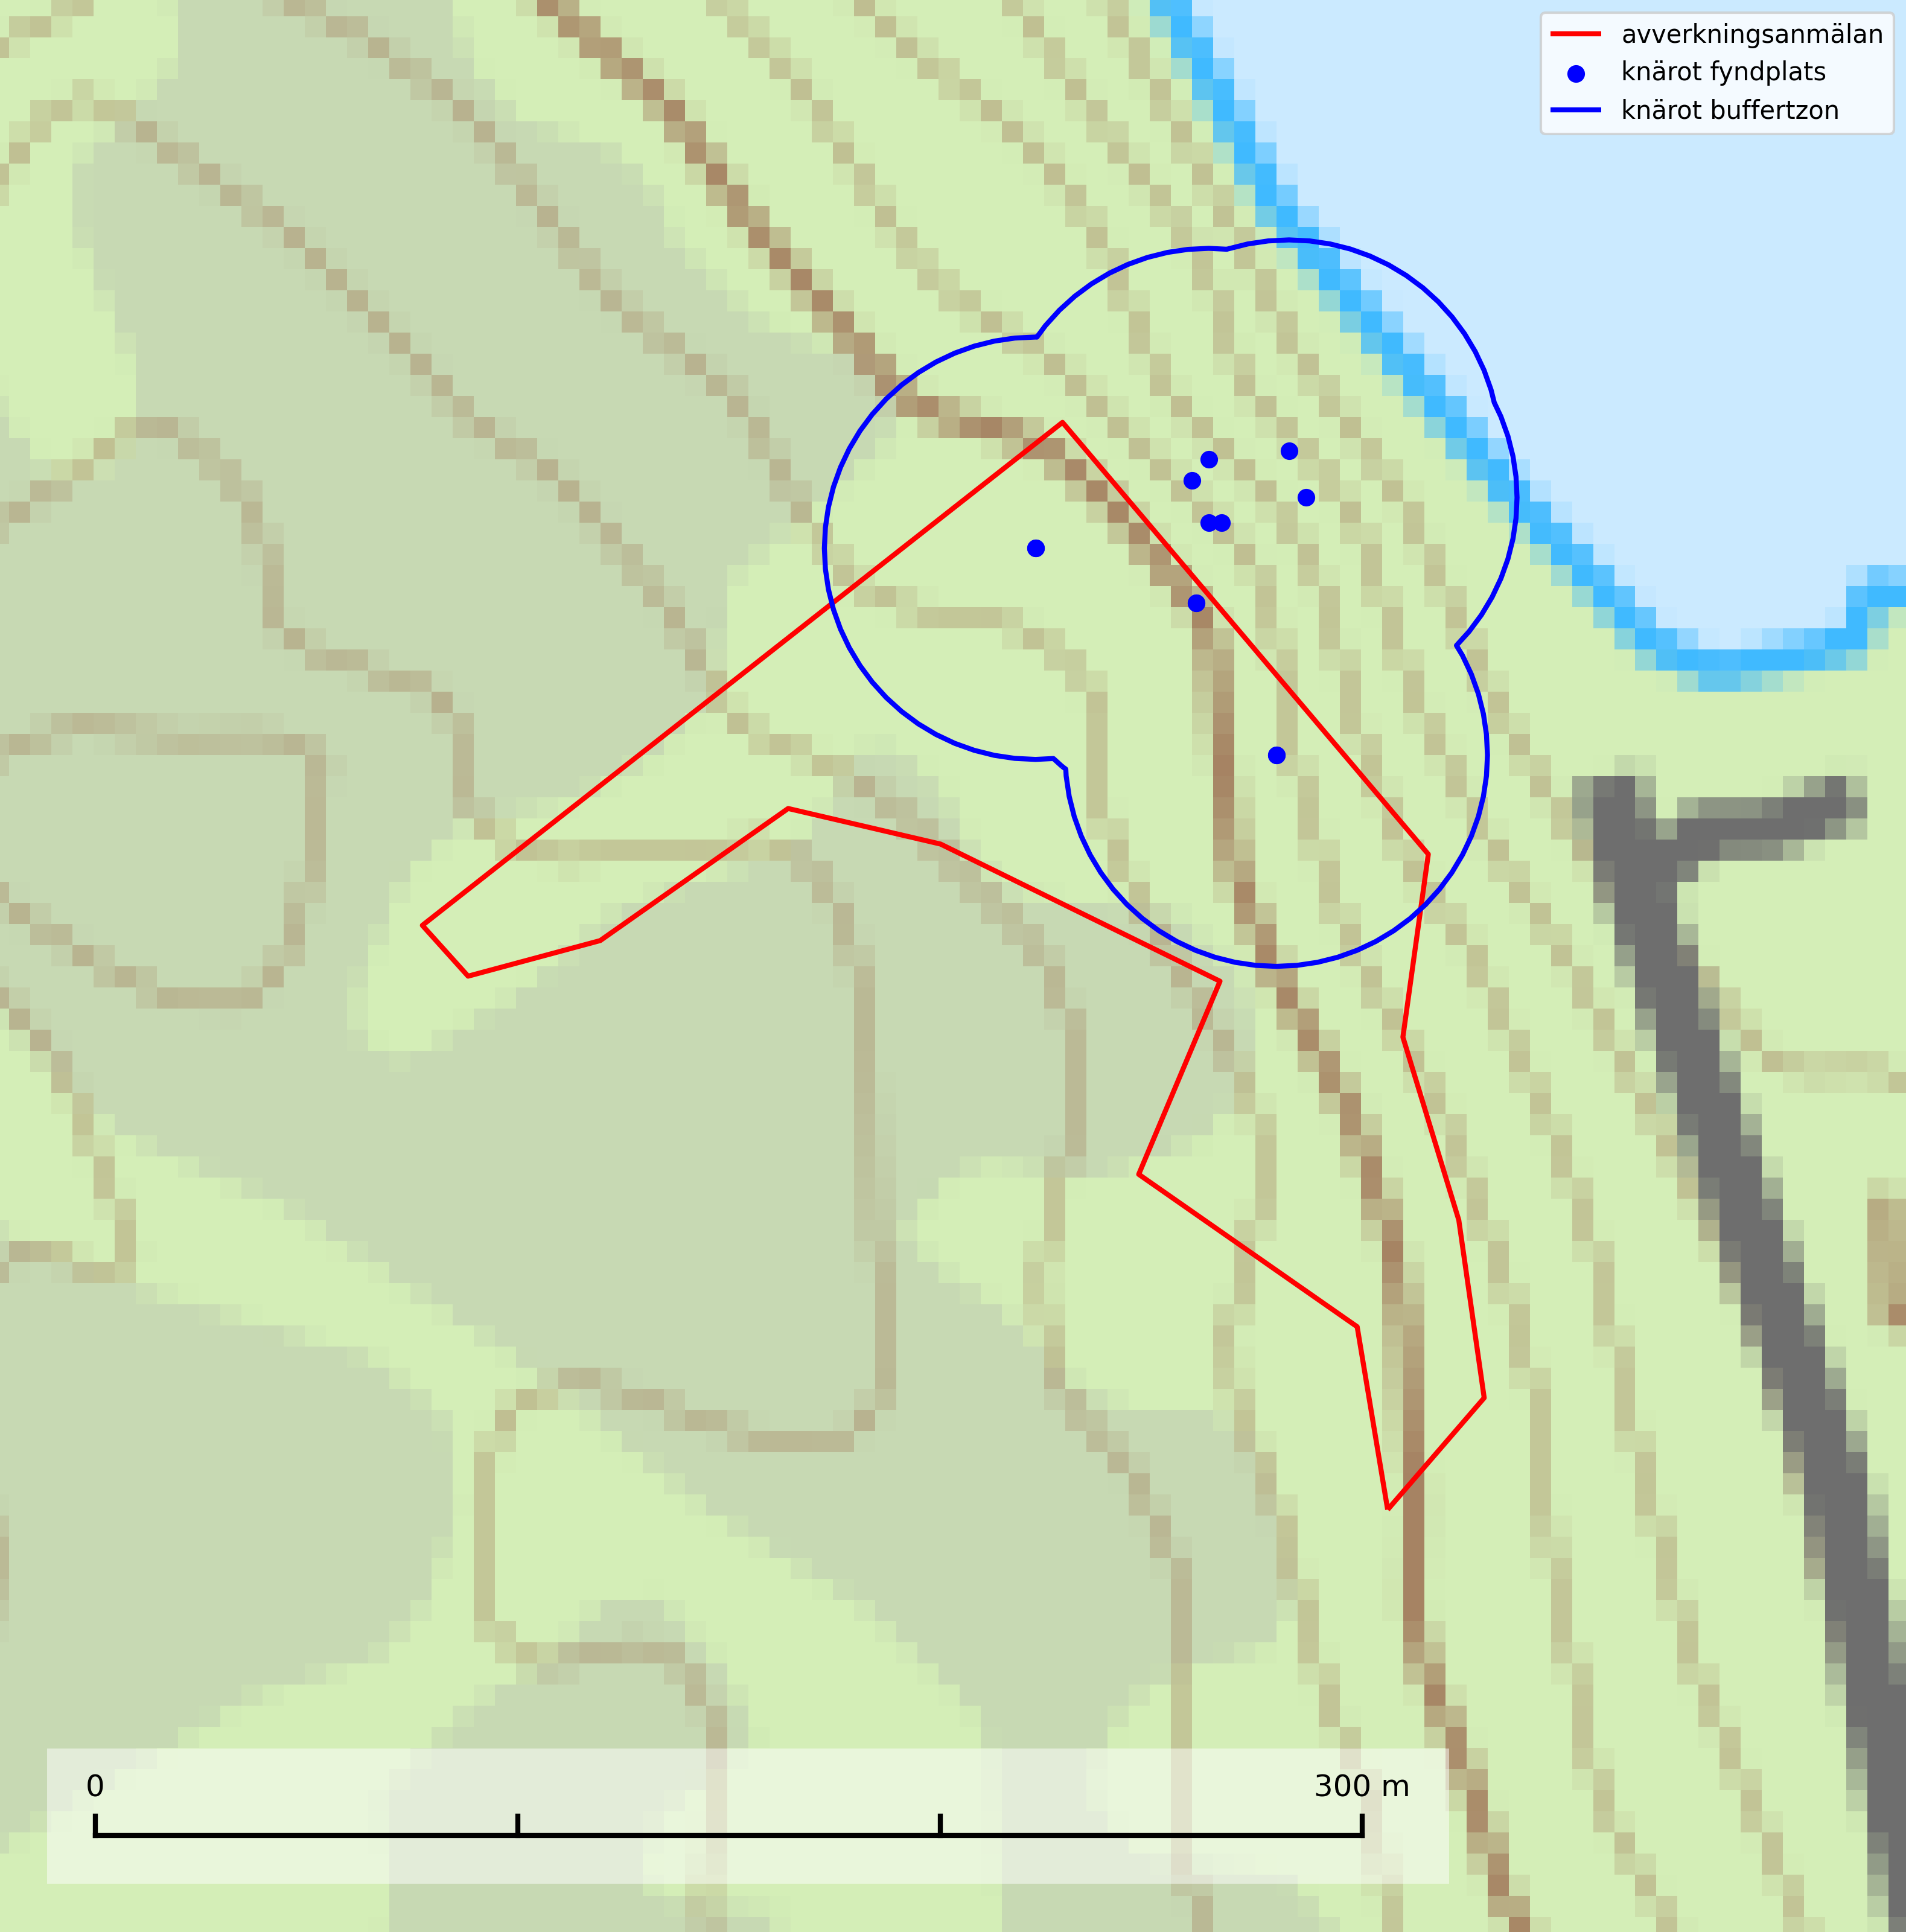 avverkningsanmälan
knärot fyndplats
knärot buffertzon
0 300 m